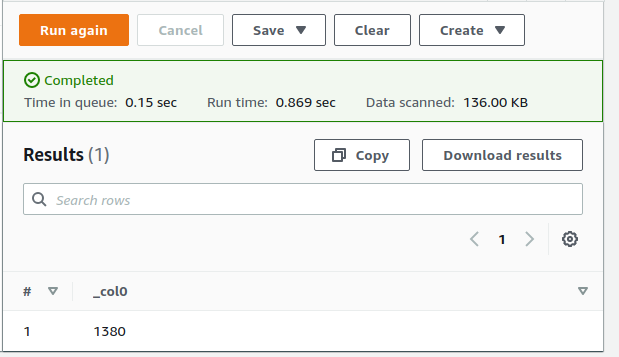 Run again Cancel Save Clear Create
Completed
Time in queue: 0.15 sec Run time: 0.869 sec Data scanned: 136.00 KB
Results (1) Copy Download results
Search rows
1
# _col0
1 1380